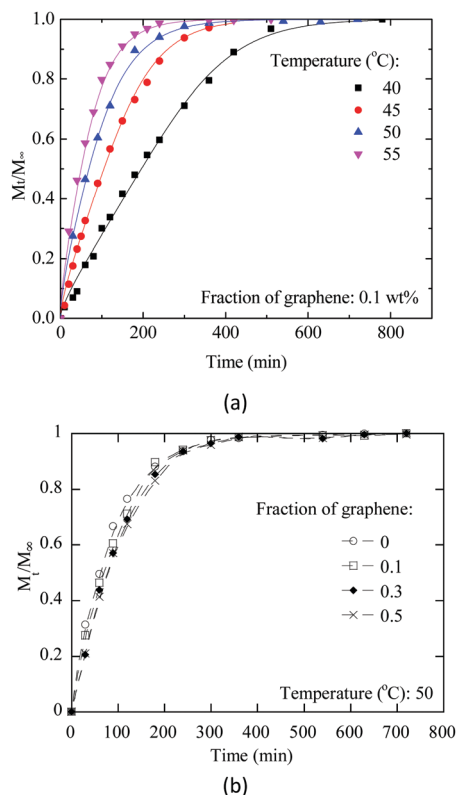 1.0
0.8
0.6
0.4
0.2
0.0
Mt/M∞
Temperature (oC):
40
45
50
55
Fraction of graphene: 0.1 wt%
0 200 400 600 800
Time (min)
(a)
1
0.8
0.6
0.4
0.2
0
Mt/M∞
Fraction of graphene:
0
0.1
0.3
0.5
Temperature (oC): 50
0 100 200 300 400 500 600 700 800
Time (min)
(b)